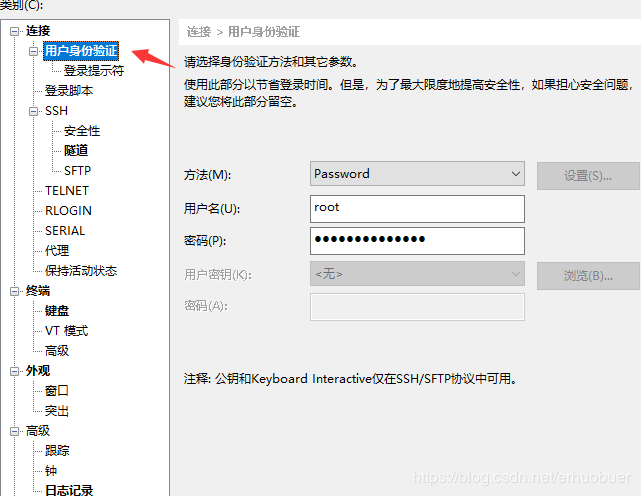 类别(C):
连接
用户身份验证
登录提示符
登录脚本
SSH
安全性
隧道
SFTP
TELNET
RLOGIN
SERIAL
代理
保持活动状态
终端
键盘
VT 模式
高级
外观
窗口
突出
高级
跟踪
钟
日志记录
连接 > 用户身份验证
请选择身份验证方法和其它参数。
使用此部分以节省登录时间。但是，为了最大限度地提高安全性，如果担心安全问题，
建议您将此部分留空。
方法(M):
Password
设置(S)...
用户名(U):
root
密码(P):
●●●●●●●●●●●●●●
用户密钥(K):
<无>
浏览(B)...
密码(A):
注释: 公钥和Keyboard Interactive仅在SSH/SFTP协议中可用。
https://blog.csdn.net/erhuobuer